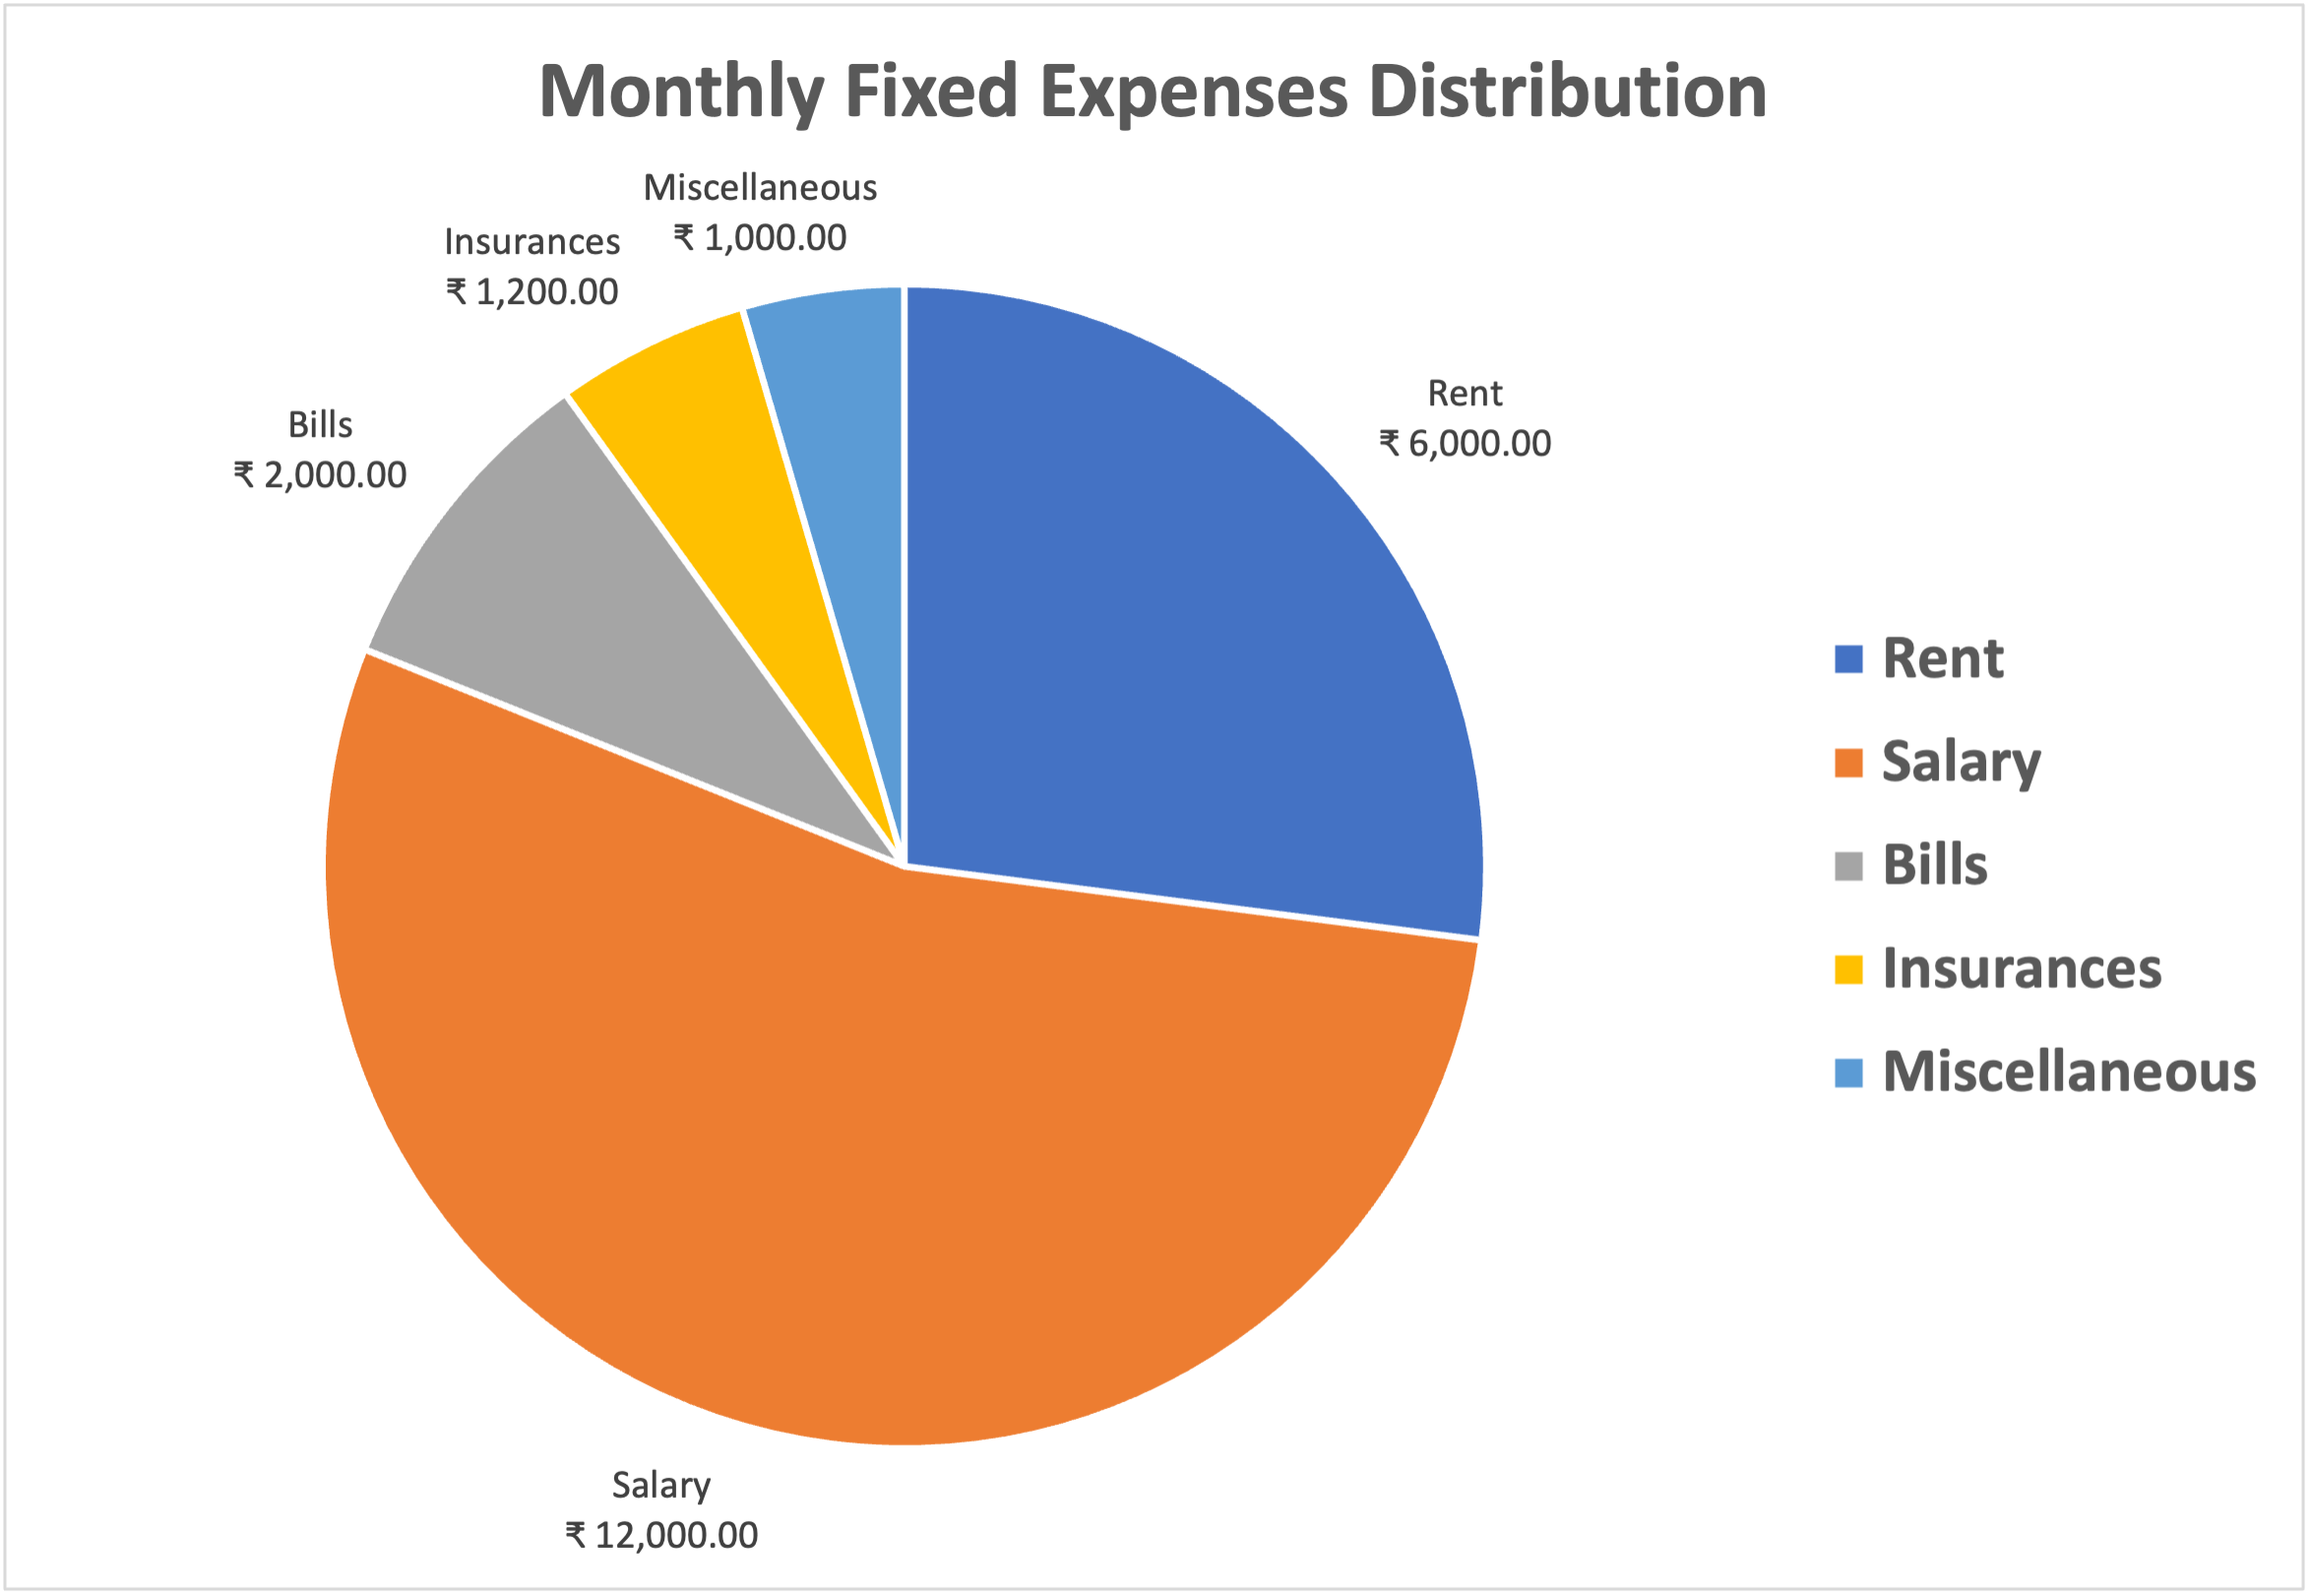 Monthly Fixed Expenses Distribution
Miscellaneous
₹ 1,000.00
Insurances
₹ 1,200.00
Rent
₹ 6,000.00
Bills
₹ 2,000.00
Salary
₹ 12,000.00
Rent
Salary
Bills
Insurances
Miscellaneous